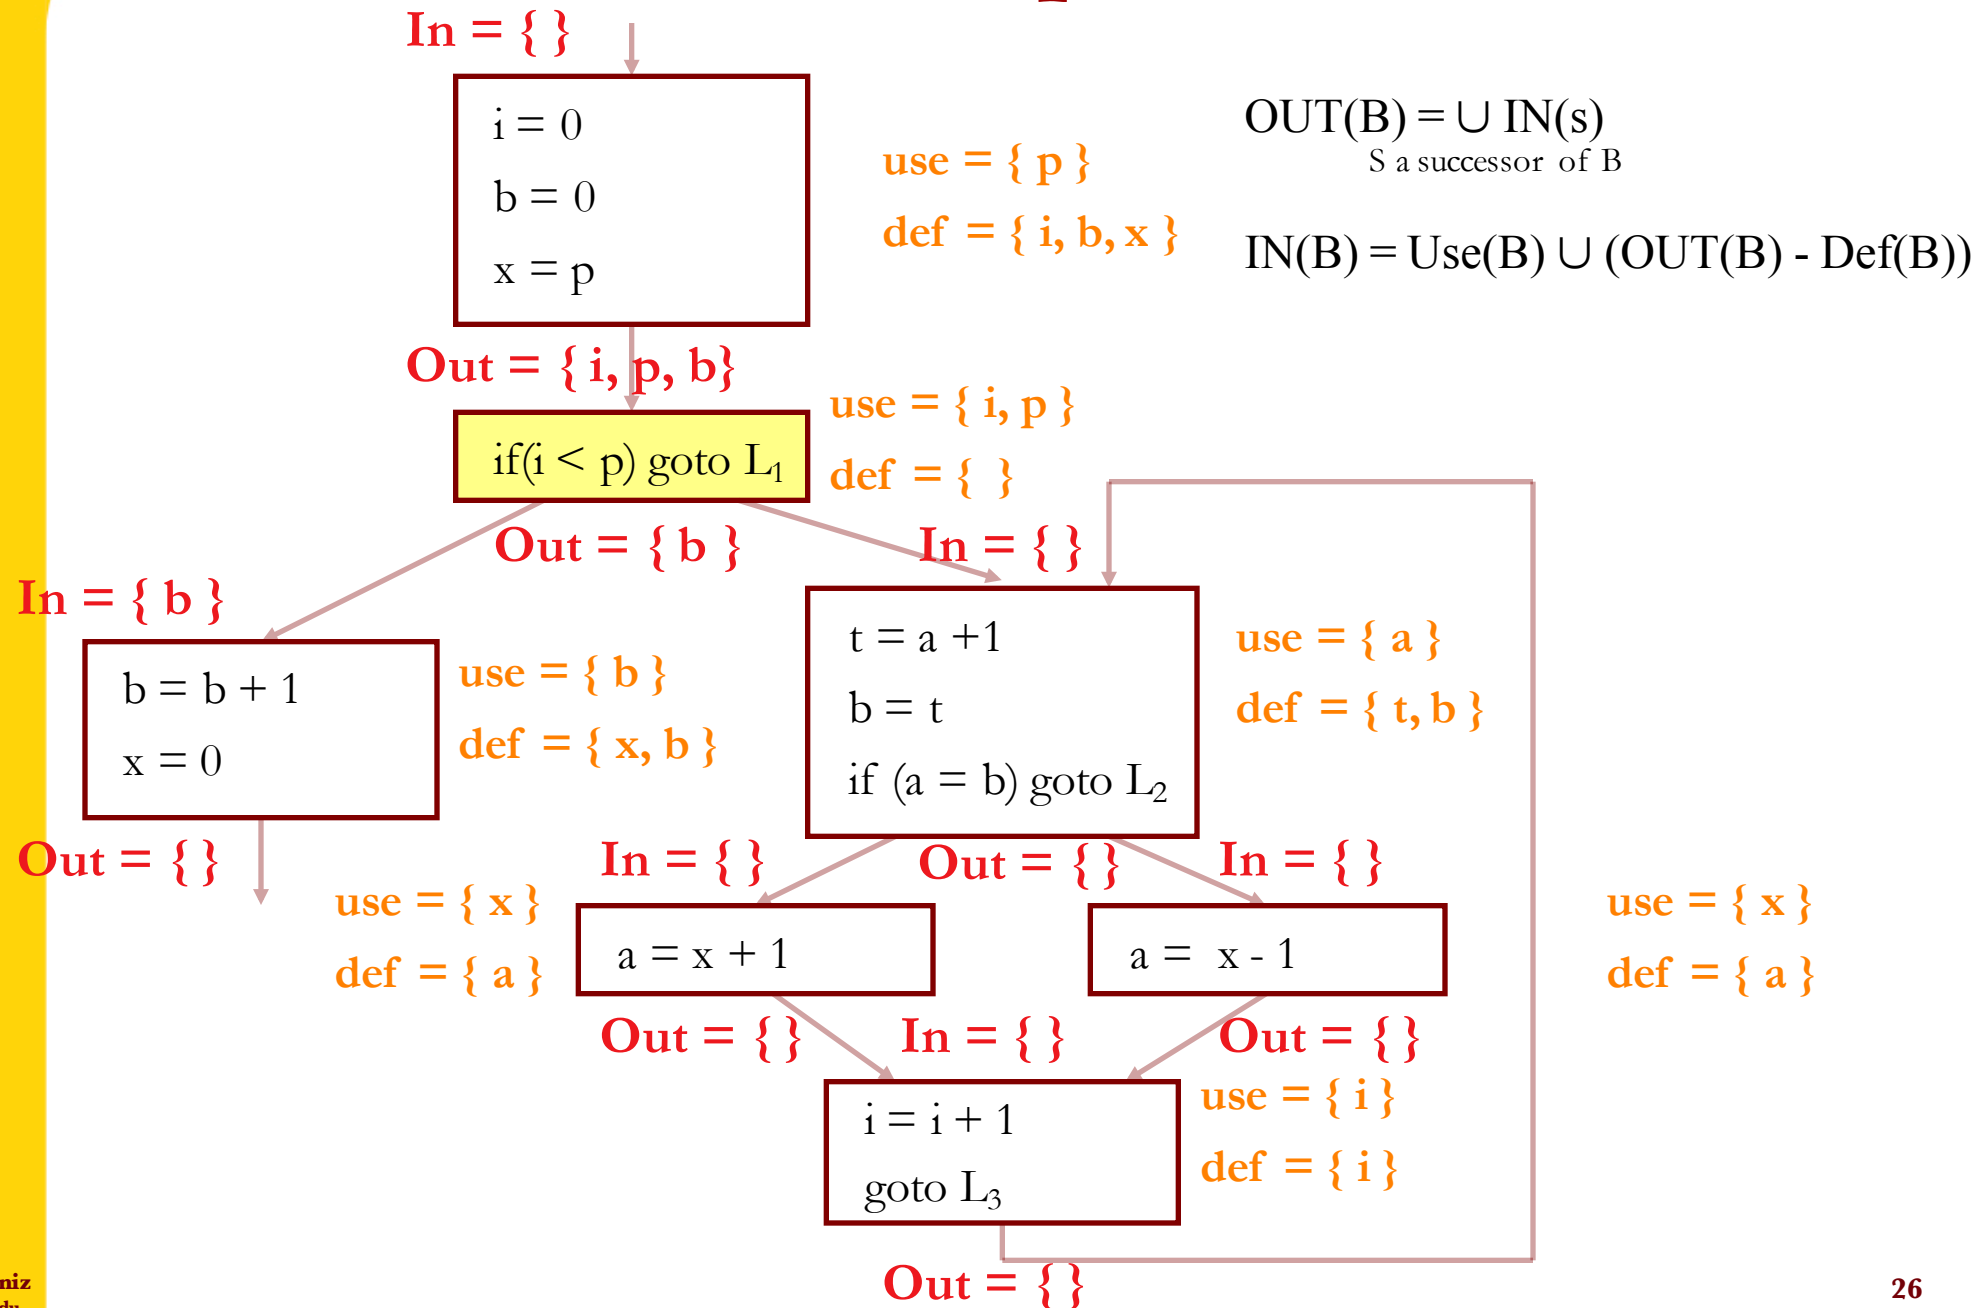 In = { }
i = 0
b = 0
x = p
use = { p }
def = { i, b, x }
OUT(B) = ∪ IN(s)
S a successor of B
IN(B) = Use(B) ∪ (OUT(B) - Def(B))
Out = { i, p, b}
if(i < p) goto L₁
use = { i, p }
def = { }
Out = { b }
In = { }
In = { b }
b = b + 1
x = 0
use = { b }
def = { x, b }
t = a +1
b = t
if (a = b) goto L₂
use = { a }
def = { t, b }
Out = { }
In = { }
Out = { }
In = { }
use = { x }
def = { a }
a = x + 1
a = x - 1
use = { x }
def = { a }
Out = { }
In = { }
Out = { }
i = i + 1
goto L₃
use = { i }
def = { i }
Out = { }
niz
26